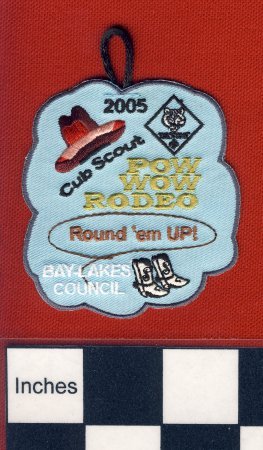 2005
Cub Scout
POW
WOW
RODEO
Round 'em UP!
BAY-LAKES
COUNCIL
Inches